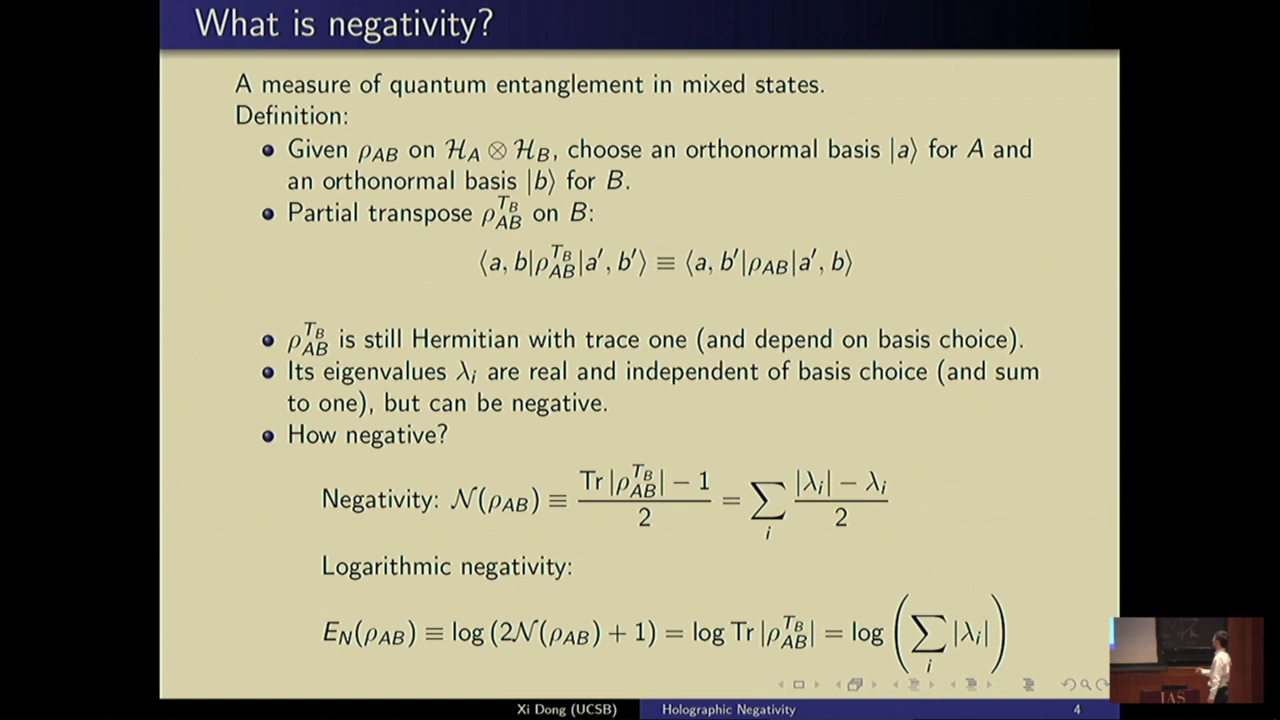 What is negativity?
A measure of quantum entanglement in mixed states.
Definition:
Given ρ_AB on ℋ_A ⊗ ℋ_B, choose an orthonormal basis |a⟩ for A and
an orthonormal basis |b⟩ for B.
Partial transpose ρ_AB^{T_B} on B:
⟨a, b|ρ_AB^{T_B}|a′, b′⟩ ≡ ⟨a, b′|ρ_AB|a′, b⟩
ρ_AB^{T_B} is still Hermitian with trace one (and depend on basis choice).
Its eigenvalues λ_i are real and independent of basis choice (and sum
to one), but can be negative.
How negative?
Negativity: 𝒩(ρ_AB) ≡ (Tr |ρ_AB^{T_B}| − 1)/2 = ∑_i (|λ_i| − λ_i)/2
Logarithmic negativity:
E_N(ρ_AB) ≡ log (2𝒩(ρ_AB) + 1) = log Tr |ρ_AB^{T_B}| = log (∑_i |λ_i|)
IAS
Xi Dong (UCSB) Holographic Negativity 4